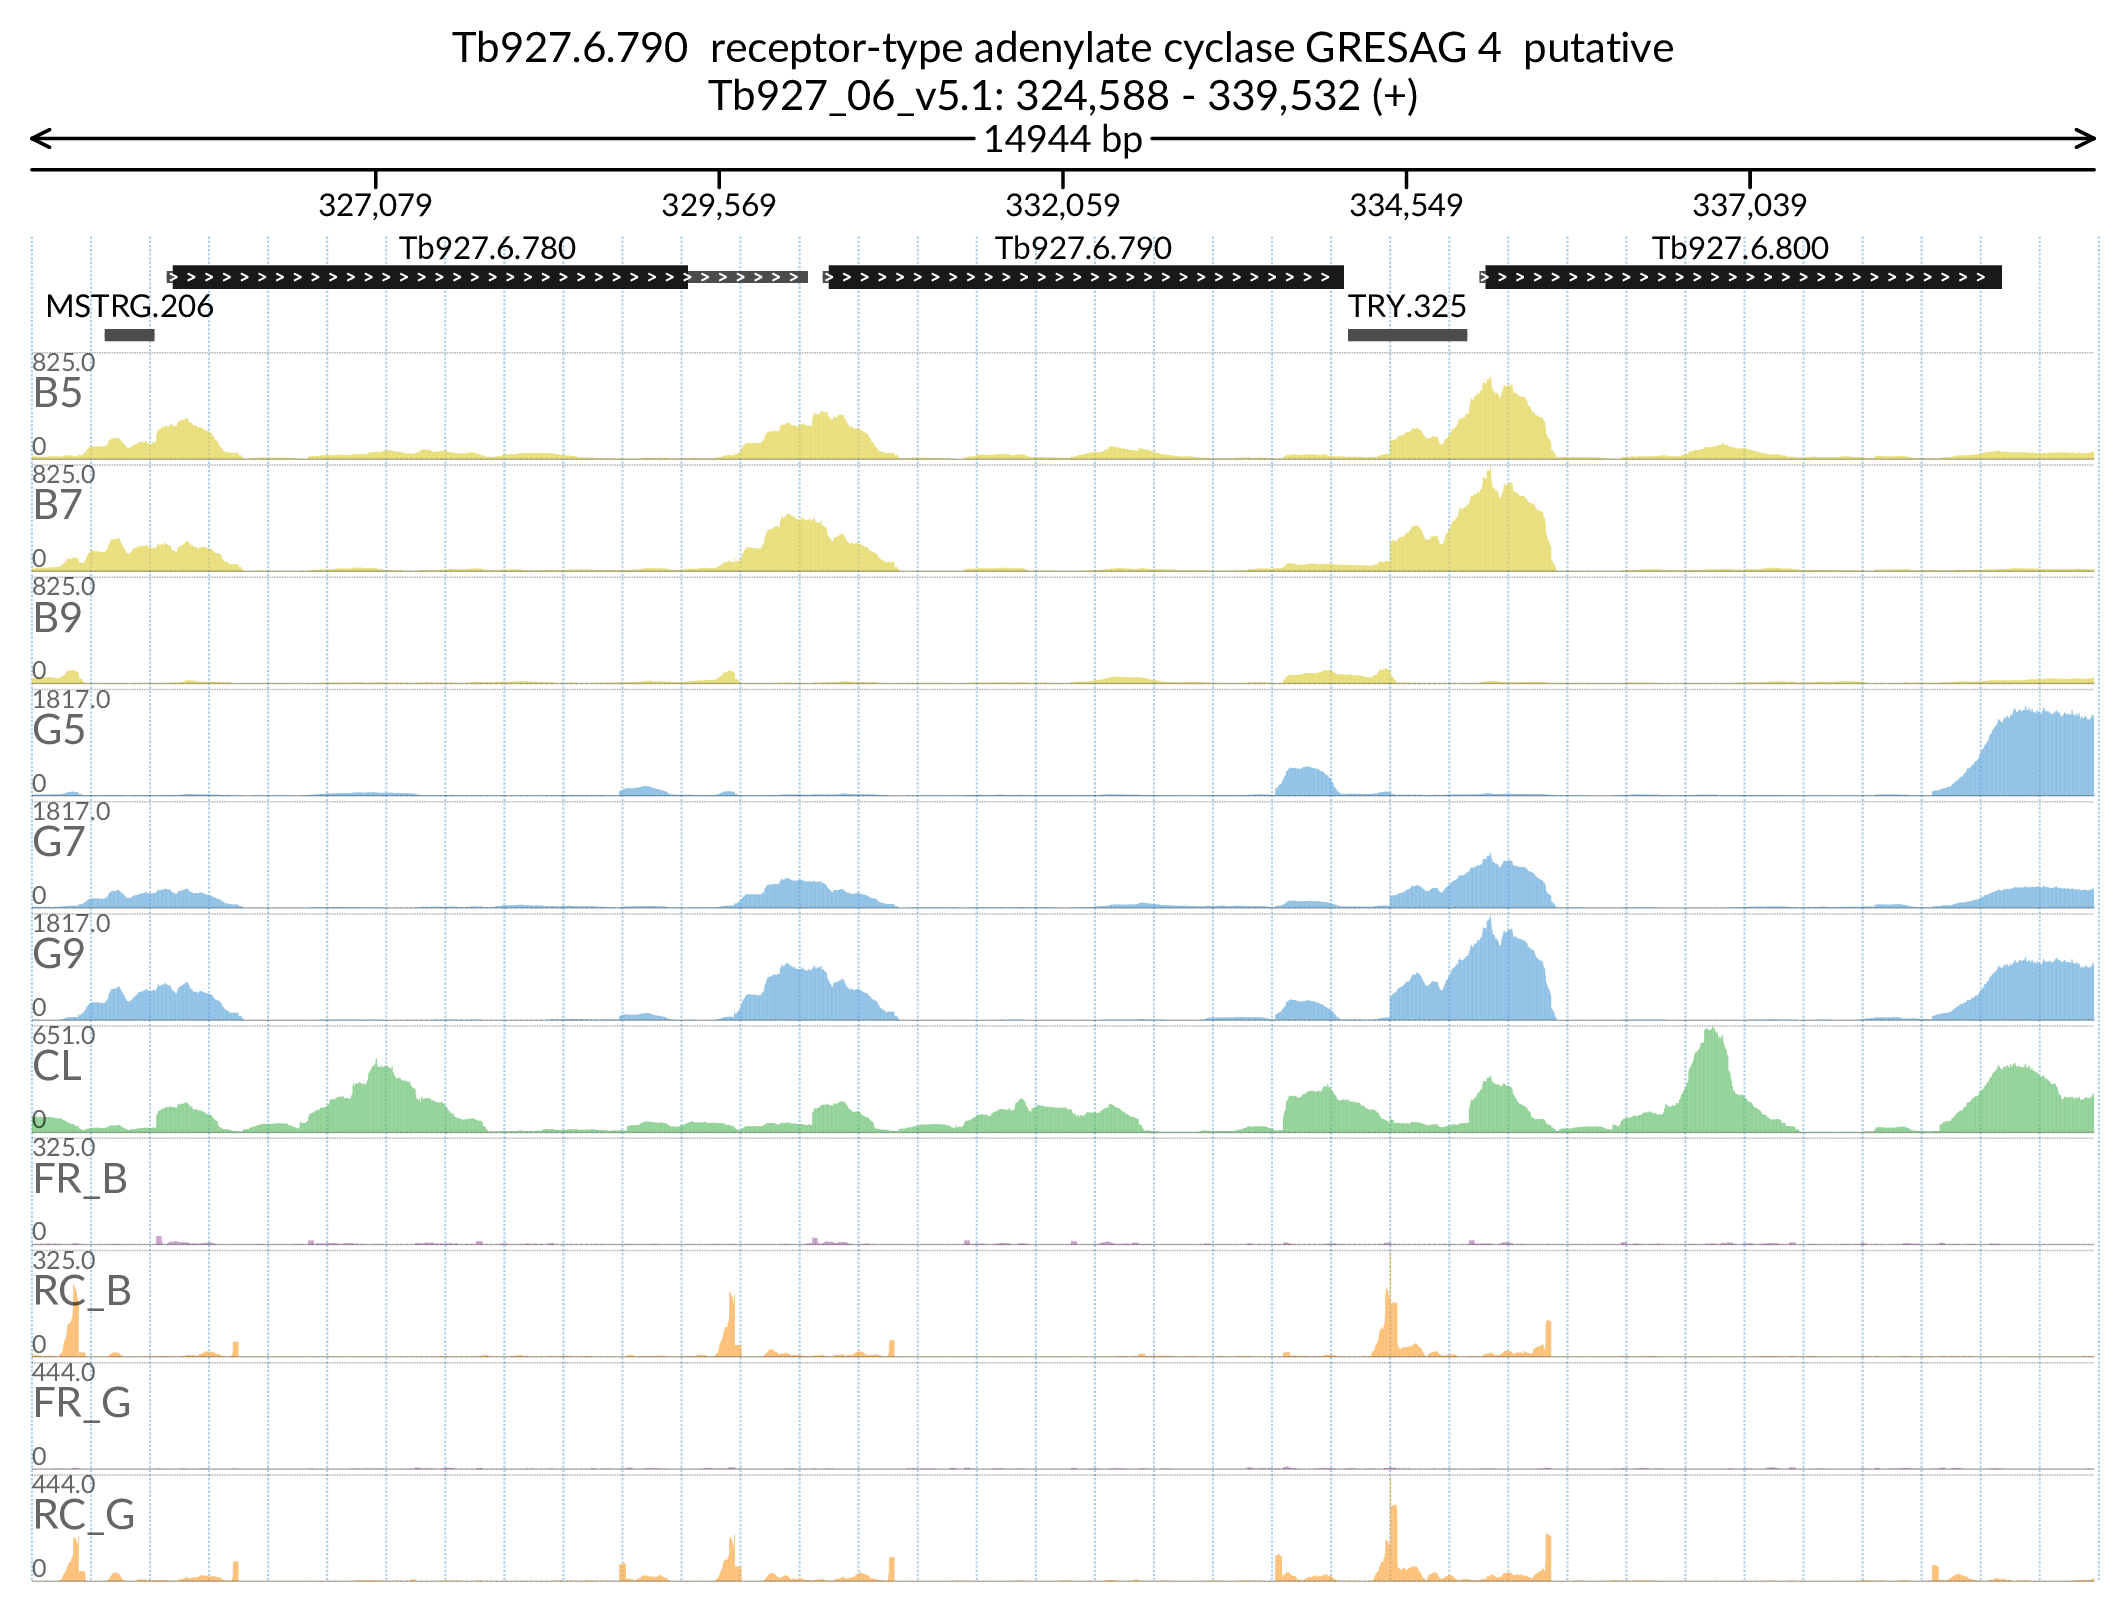 Tb927.6.790  receptor-type adenylate cyclase GRESAG 4  putative
Tb927_06_v5.1: 324,588 - 339,532 (+)
14944 bp
327,079 329,569 332,059 334,549 337,039
Tb927.6.780 Tb927.6.790 Tb927.6.800
MSTRG.206 TRY.325
825.0
B5
0
825.0
B7
0
825.0
B9
0
1817.0
G5
0
1817.0
G7
0
1817.0
G9
0
651.0
CL
0
325.0
FR_B
0
325.0
RC_B
0
444.0
FR_G
0
444.0
RC_G
0